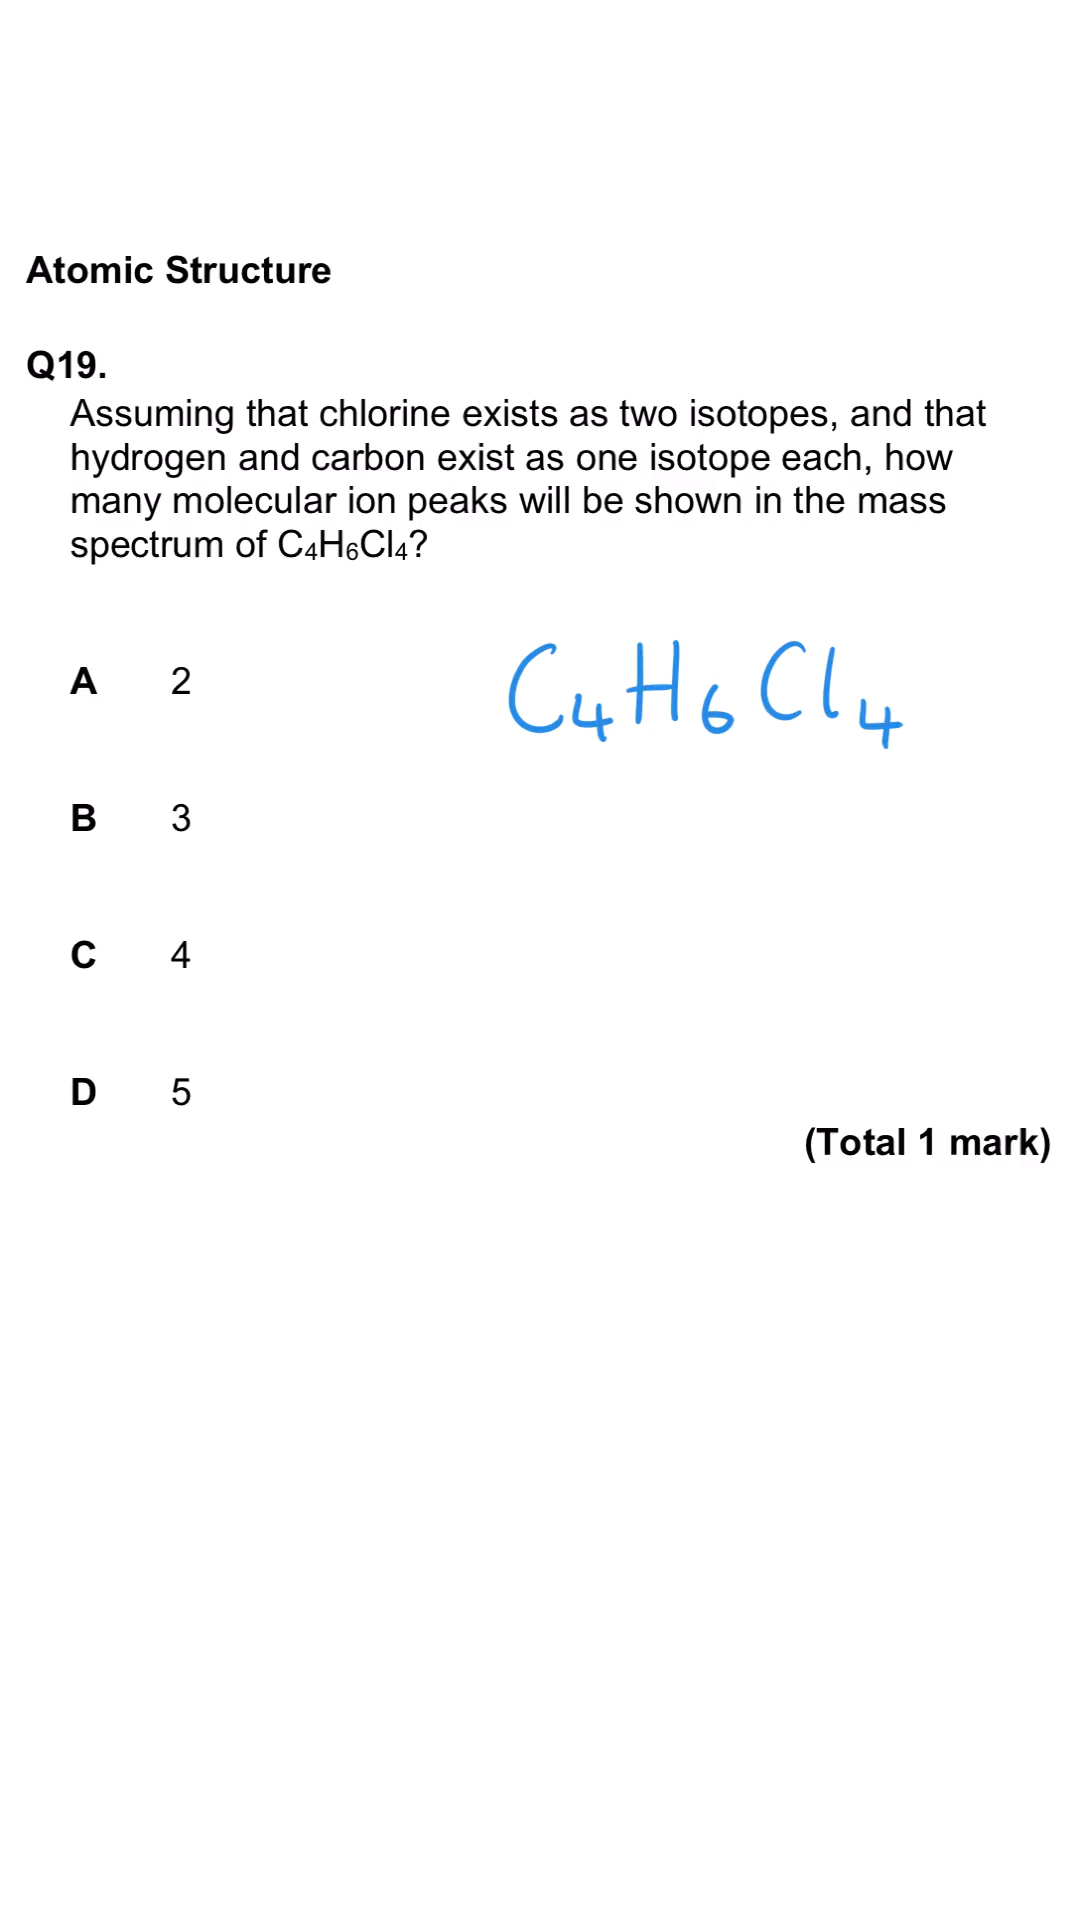 Atomic Structure
Q19.
Assuming that chlorine exists as two isotopes, and that
hydrogen and carbon exist as one isotope each, how
many molecular ion peaks will be shown in the mass
spectrum of C₄H₆Cl₄?
A 2
C₄H₆Cl₄
B 3
C 4
D 5
(Total 1 mark)